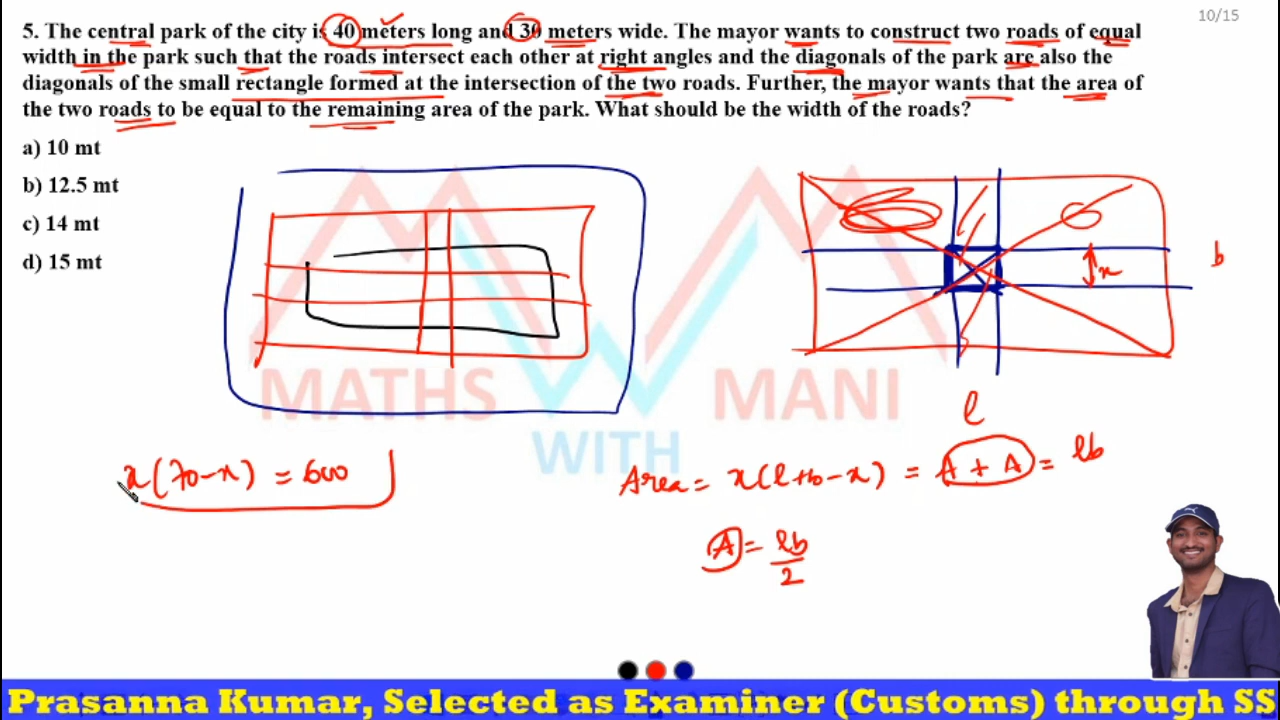 10/15
5. The central park of the city is 40 meters long and 30 meters wide. The mayor wants to construct two roads of equal
width in the park such that the roads intersect each other at right angles and the diagonals of the park are also the
diagonals of the small rectangle formed at the intersection of the two roads. Further, the mayor wants that the area of
the two roads to be equal to the remaining area of the park. What should be the width of the roads?
a) 10 mt
b) 12.5 mt
c) 14 mt
d) 15 mt
b
x
l
MATHS
WITH
MANI
x(70-x) = 600
Area = x(l+b-x) = A + A = lb
A = lb/2
Prasanna Kumar, Selected as Examiner (Customs) through SS